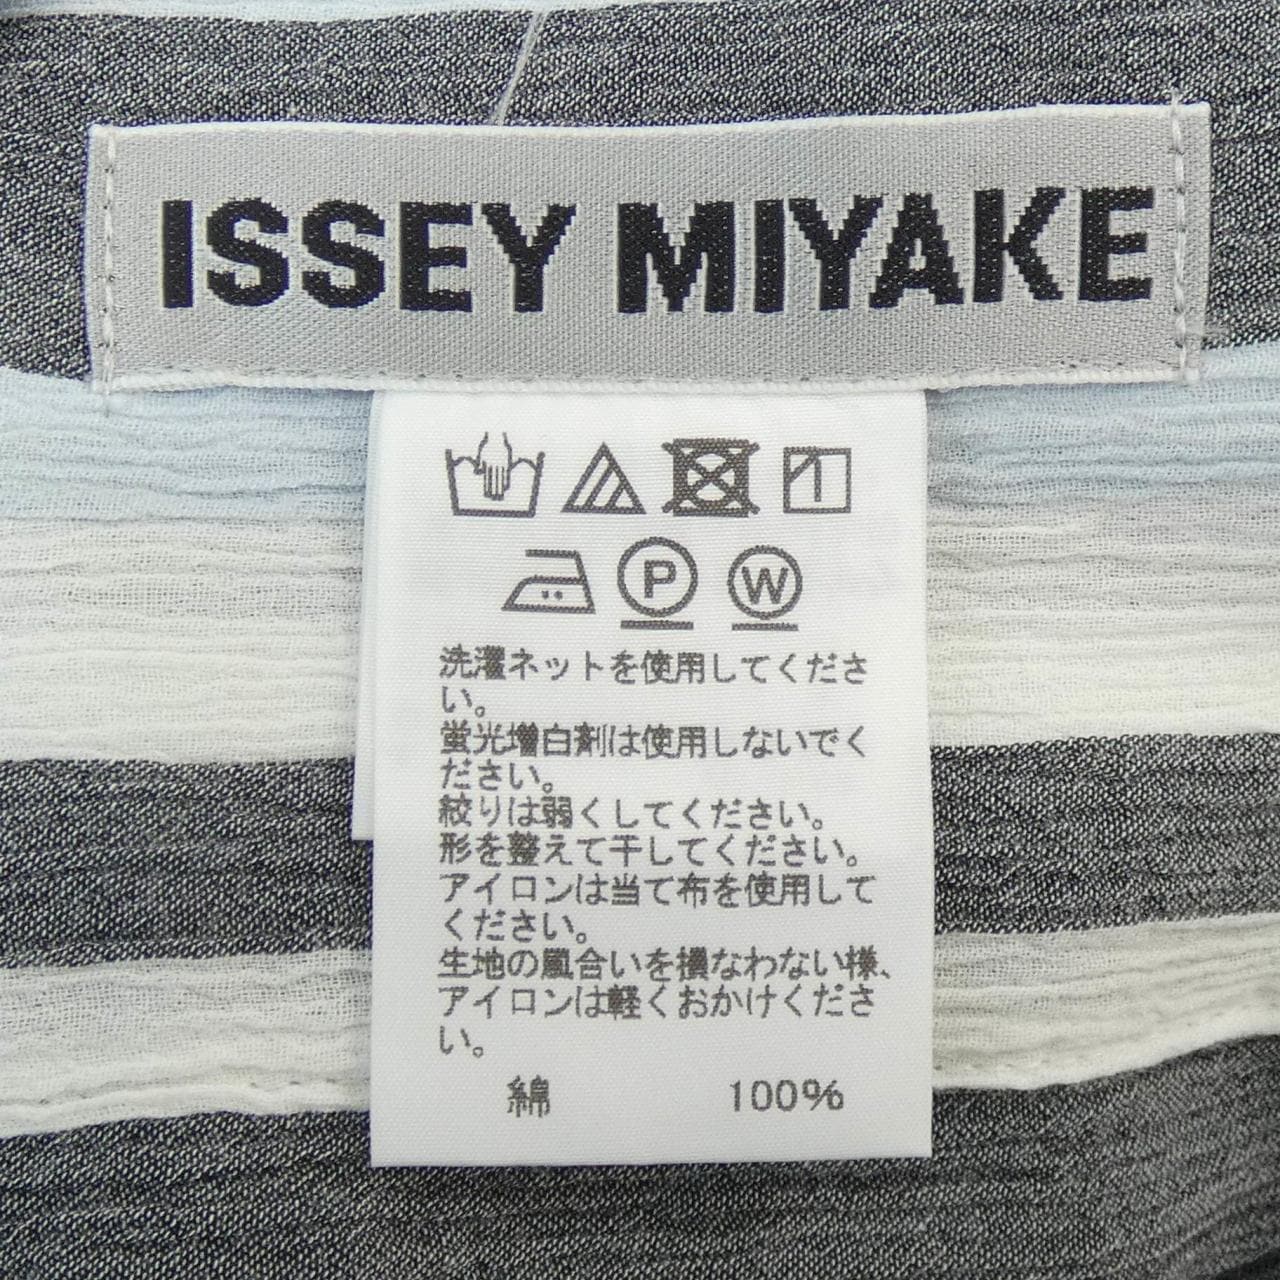 ISSEY MIYAKE
P W
洗濯ネットを使用してくださ
い。
蛍光増白剤は使用しないでく
ださい。
絞りは弱くしてください。
形を整えて干してください。
アイロンは当て布を使用して
ください。
生地の風合いを損なわない様、
アイロンは軽くおかけくださ
い。
綿 100%